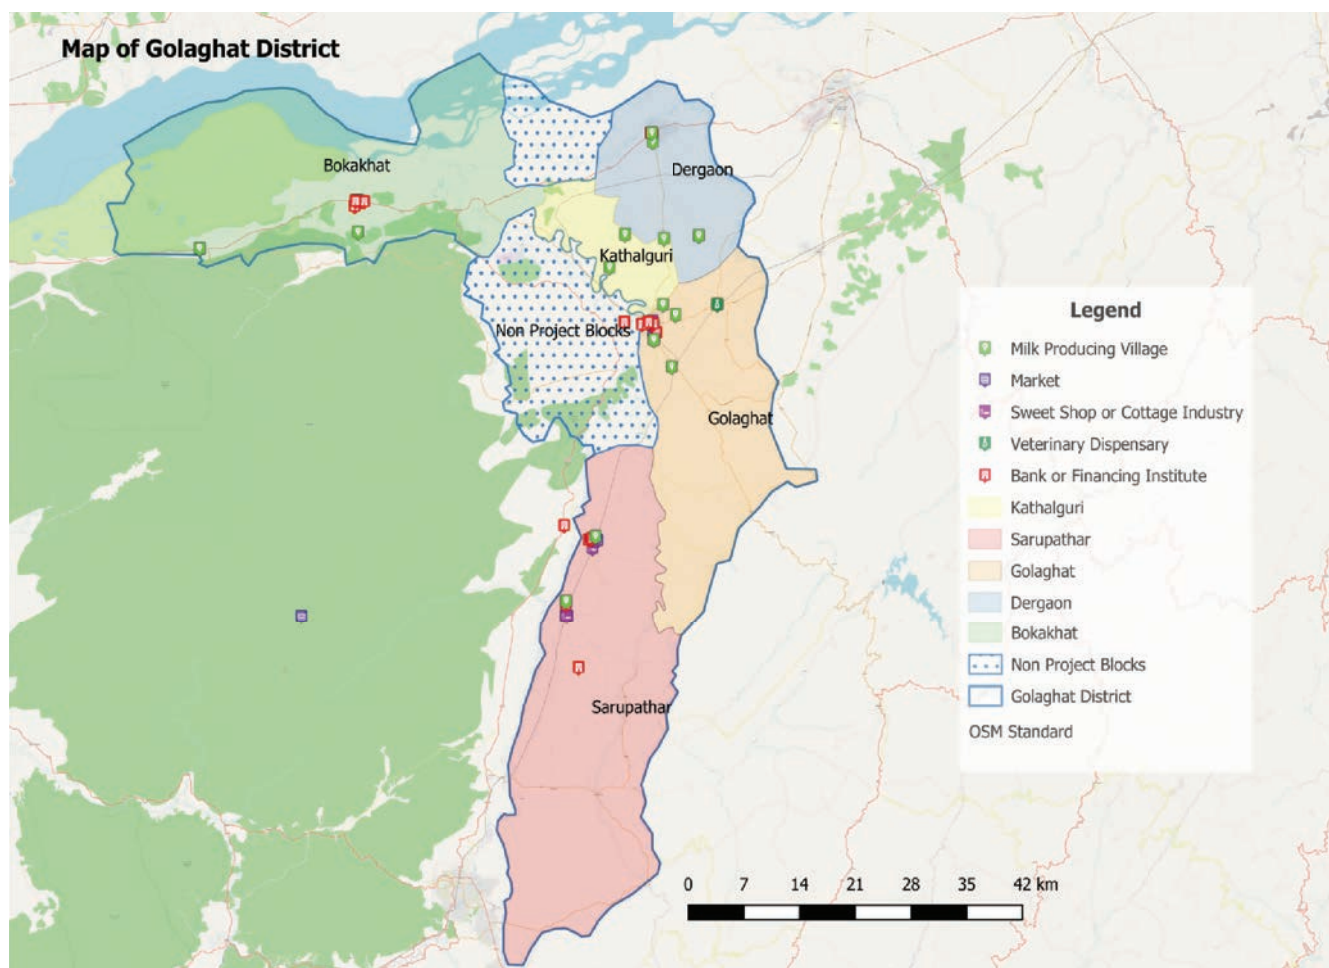 Map of Golaghat District
Bokakhat
Dergaon
Kathalguri
Non Project Blocks
Golaghat
Sarupathar
Legend
Milk Producing Village
Market
Sweet Shop or Cottage Industry
Veterinary Dispensary
Bank or Financing Institute
Kathalguri
Sarupathar
Golaghat
Dergaon
Bokakhat
Non Project Blocks
Golaghat District
OSM Standard
0 7 14 21 28 35 42 km